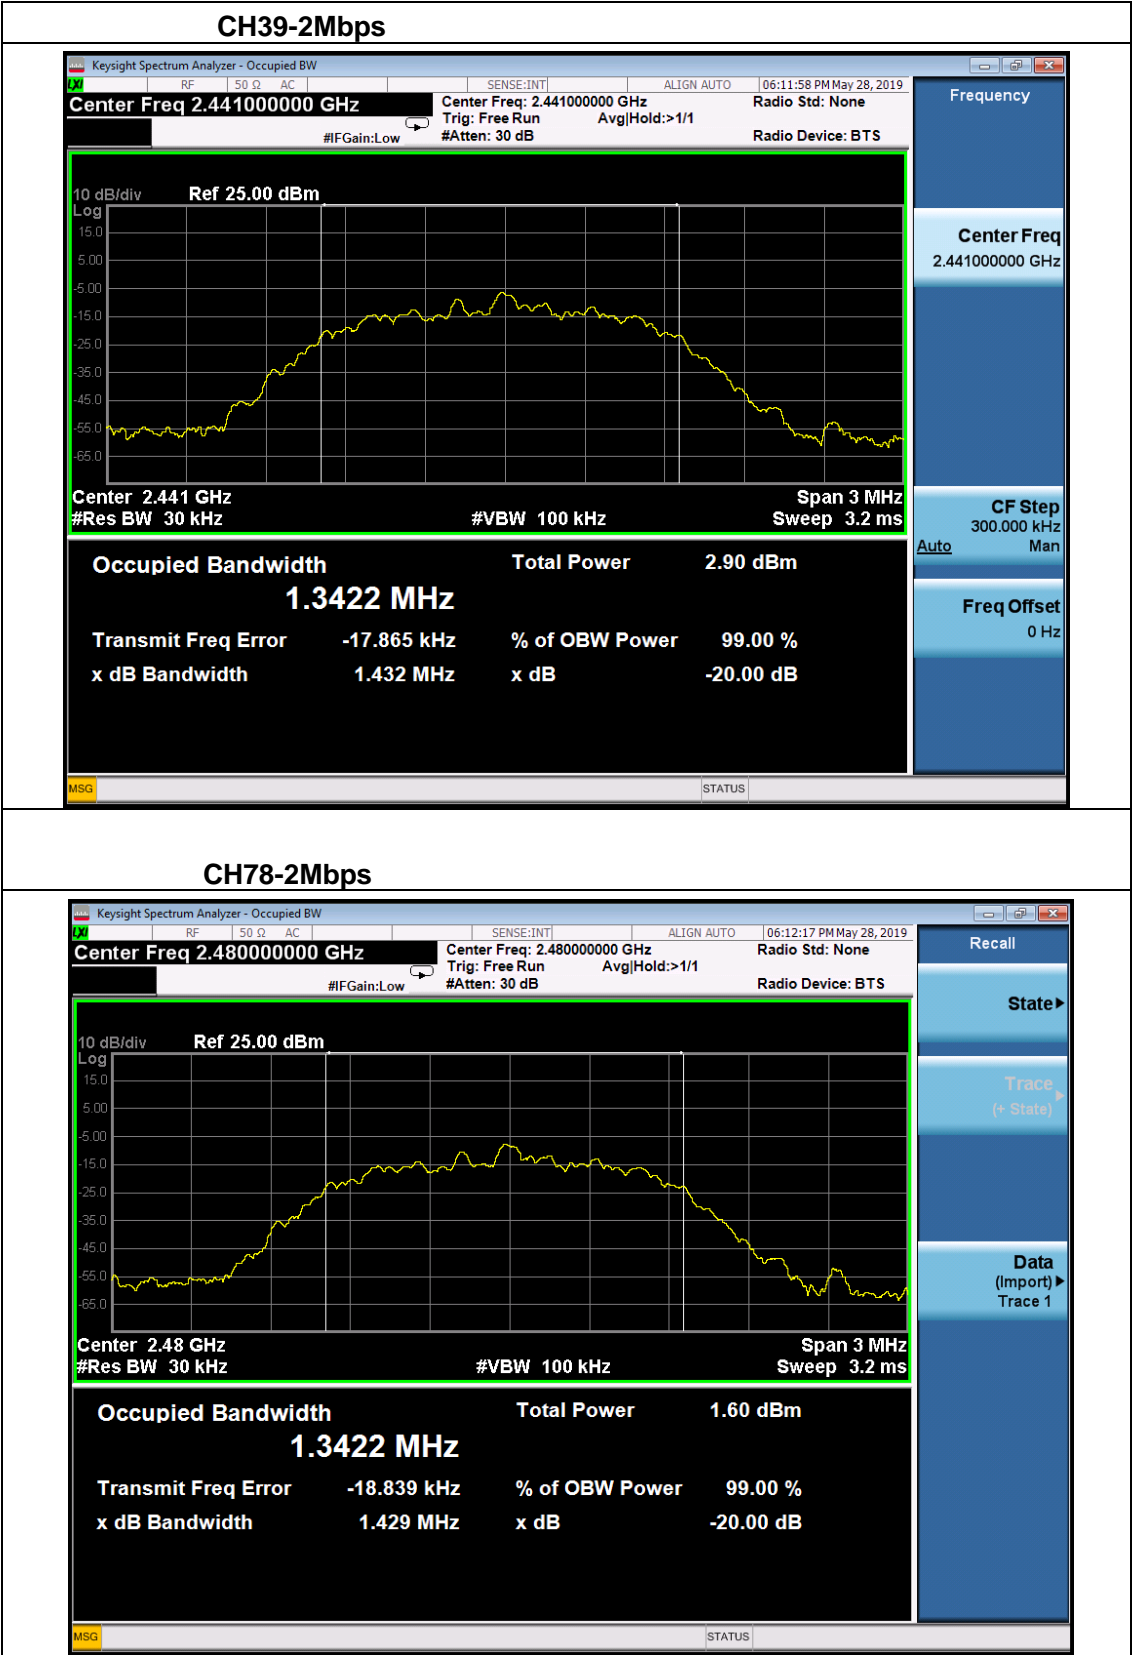 CH39-2Mbps
Keysight Spectrum Analyzer - Occupied BW
LXI RF 50 Ω AC SENSE:INT ALIGN AUTO 06:11:58 PM May 28, 2019
Center Freq 2.441000000 GHz
Center Freq: 2.441000000 GHz Radio Std: None
Trig: Free Run Avg|Hold:>1/1
#IFGain:Low #Atten: 30 dB Radio Device: BTS
Frequency
10 dB/div Ref 25.00 dBm
Log
15.0
5.00
-5.00
-15.0
-25.0
-35.0
-45.0
-55.0
-65.0
Center 2.441 GHz Span 3 MHz
#Res BW 30 kHz #VBW 100 kHz Sweep 3.2 ms
Center Freq
2.441000000 GHz
CF Step
300.000 kHz
Auto Man
Freq Offset
0 Hz
Occupied Bandwidth Total Power 2.90 dBm
1.3422 MHz
Transmit Freq Error -17.865 kHz % of OBW Power 99.00 %
x dB Bandwidth 1.432 MHz x dB -20.00 dB
MSG STATUS
CH78-2Mbps
Keysight Spectrum Analyzer - Occupied BW
LXI RF 50 Ω AC SENSE:INT ALIGN AUTO 06:12:17 PM May 28, 2019
Center Freq 2.480000000 GHz
Center Freq: 2.480000000 GHz Radio Std: None
Trig: Free Run Avg|Hold:>1/1
#IFGain:Low #Atten: 30 dB Radio Device: BTS
Recall
10 dB/div Ref 25.00 dBm
Log
15.0
5.00
-5.00
-15.0
-25.0
-35.0
-45.0
-55.0
-65.0
Center 2.48 GHz Span 3 MHz
#Res BW 30 kHz #VBW 100 kHz Sweep 3.2 ms
State
Trace
(+ State)
Data
(Import)
Trace 1
Occupied Bandwidth Total Power 1.60 dBm
1.3422 MHz
Transmit Freq Error -18.839 kHz % of OBW Power 99.00 %
x dB Bandwidth 1.429 MHz x dB -20.00 dB
MSG STATUS